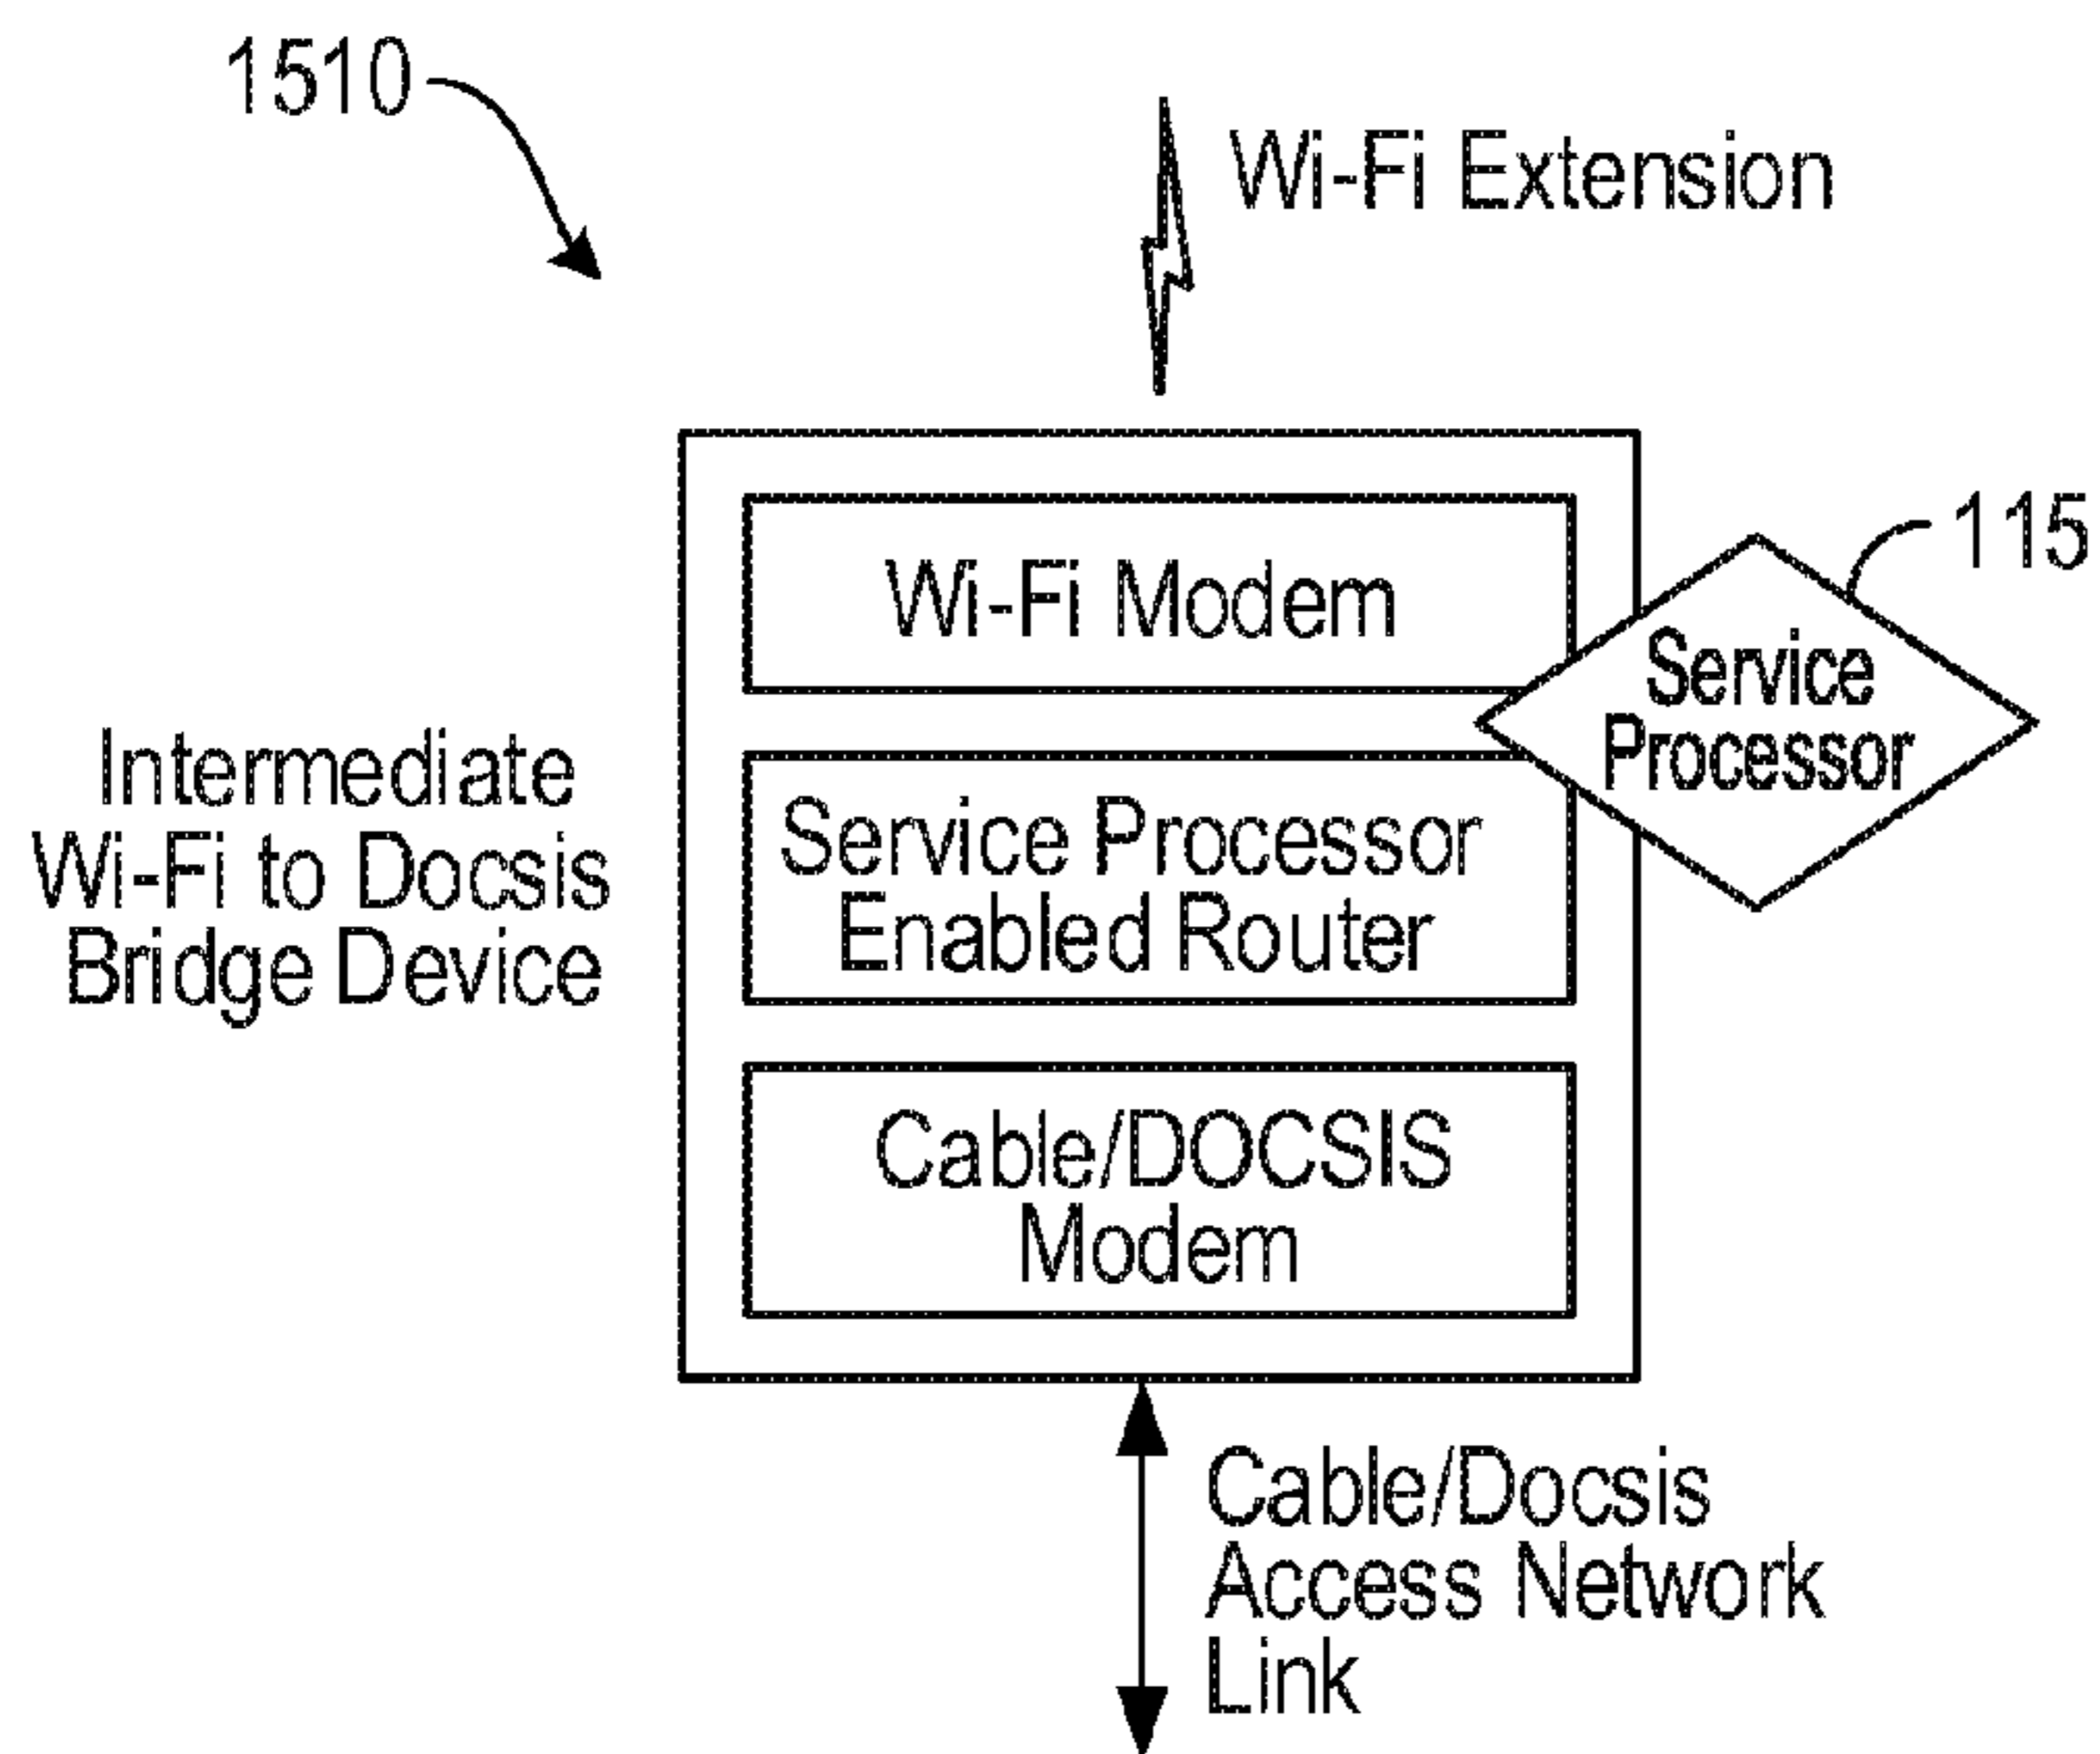 1510
Wi-Fi Extension
Wi-Fi Modem
115
Service
Processor
Intermediate
Wi-Fi to Docsis
Bridge Device
Service Processor
Enabled Router
Cable/DOCSIS
Modem
Cable/Docsis
Access Network
Link